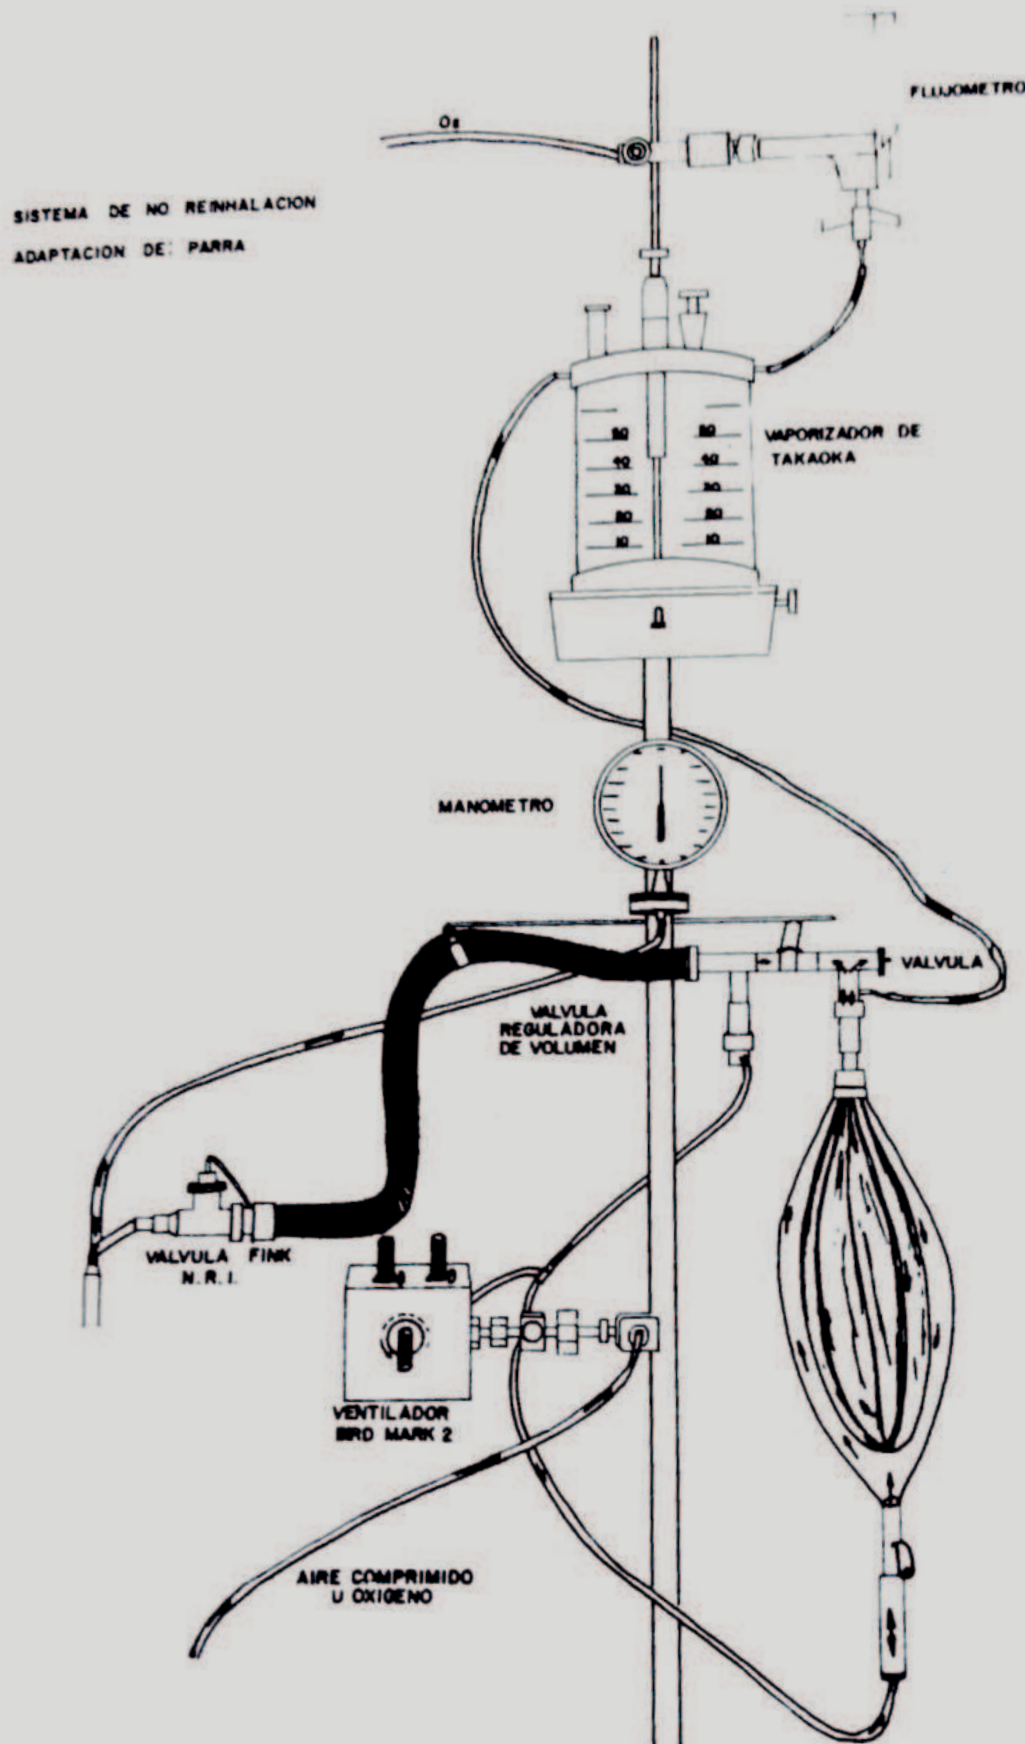 FLUJOMETRO
O₂
SISTEMA DE NO REINHALACION
ADAPTACION DE: PARRA
50 50
40 40
30 30
20 20
10 10
VAPORIZADOR DE
TAKAOKA
MANOMETRO
VALVULA
VALVULA
REGULADORA
DE VOLUMEN
VALVULA FINK
N.R.I.
VENTILADOR
BIRD MARK 2
AIRE COMPRIMIDO
U OXIGENO